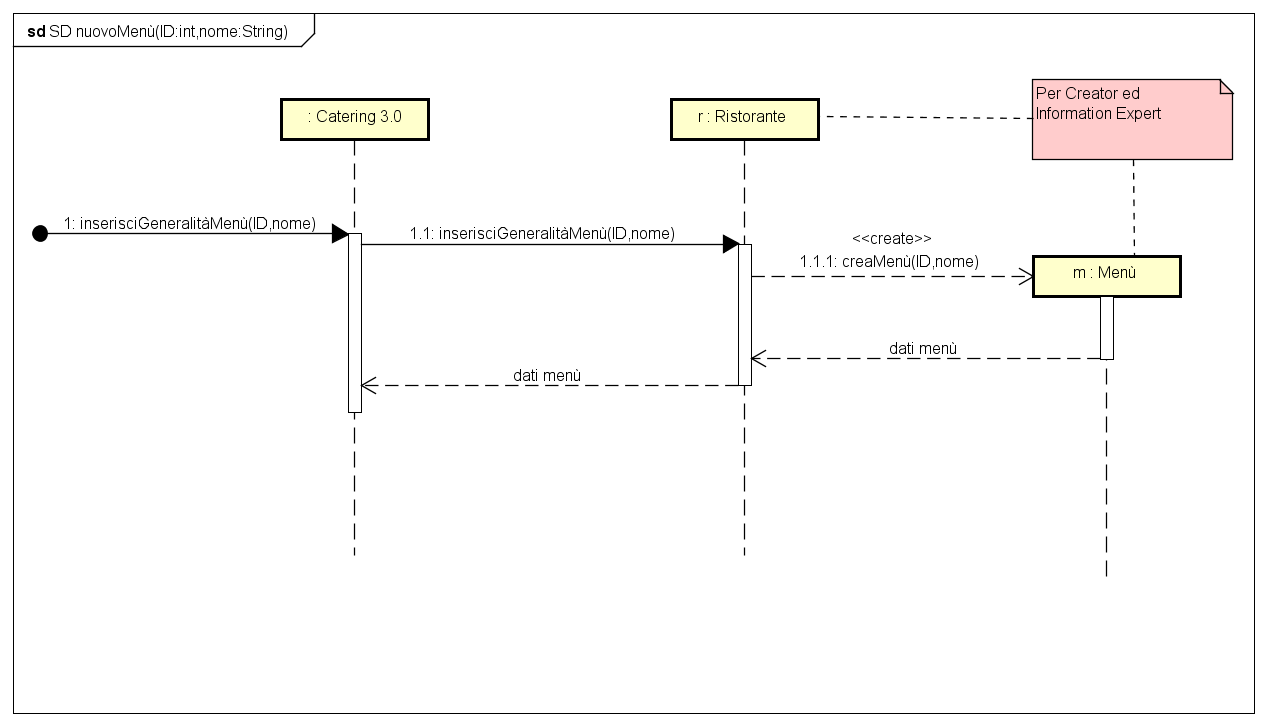 sd SD nuovoMenù(ID:int,nome:String)
Per Creator ed
Information Expert
: Catering 3.0
r : Ristorante
1: inserisciGeneralitàMenù(ID,nome)
1.1: inserisciGeneralitàMenù(ID,nome)
<<create>>
1.1.1: creaMenù(ID,nome)
m : Menù
dati menù
dati menù